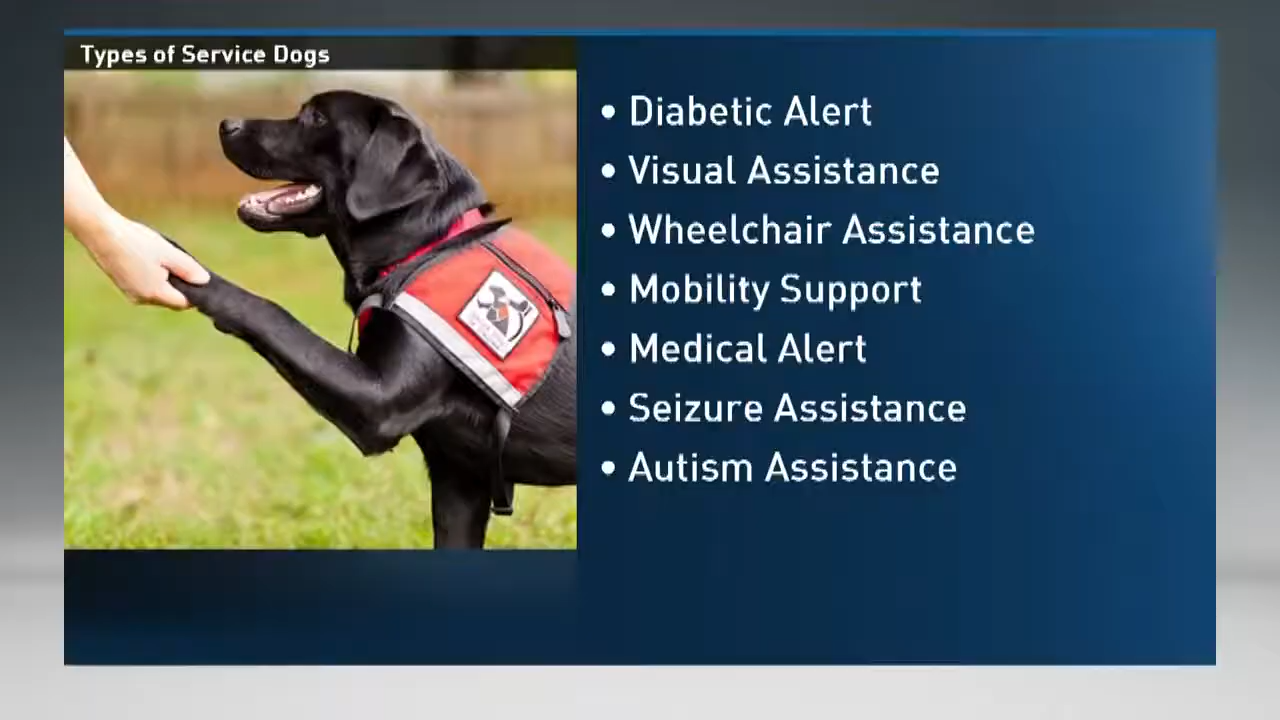 Types of Service Dogs
• Diabetic Alert
• Visual Assistance
• Wheelchair Assistance
• Mobility Support
• Medical Alert
• Seizure Assistance
• Autism Assistance